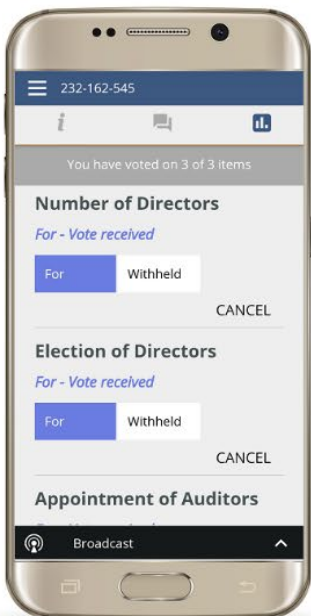 232-162-545
You have voted on 3 of 3 items
Number of Directors
For - Vote received
For Withheld
CANCEL
Election of Directors
For - Vote received
For Withheld
CANCEL
Appointment of Auditors
Broadcast